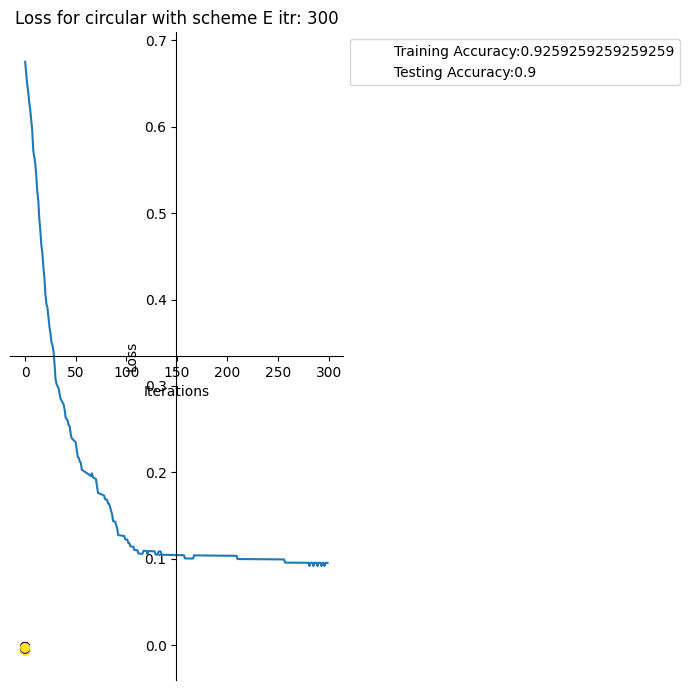 Loss for circular with scheme E itr: 300
Training Accuracy:0.9259259259259259
Testing Accuracy:0.9
0.7
0.6
0.5
0.4
Loss
0 50 100 150 200 250 300
0.3
Iterations
0.2
0.1
0.0